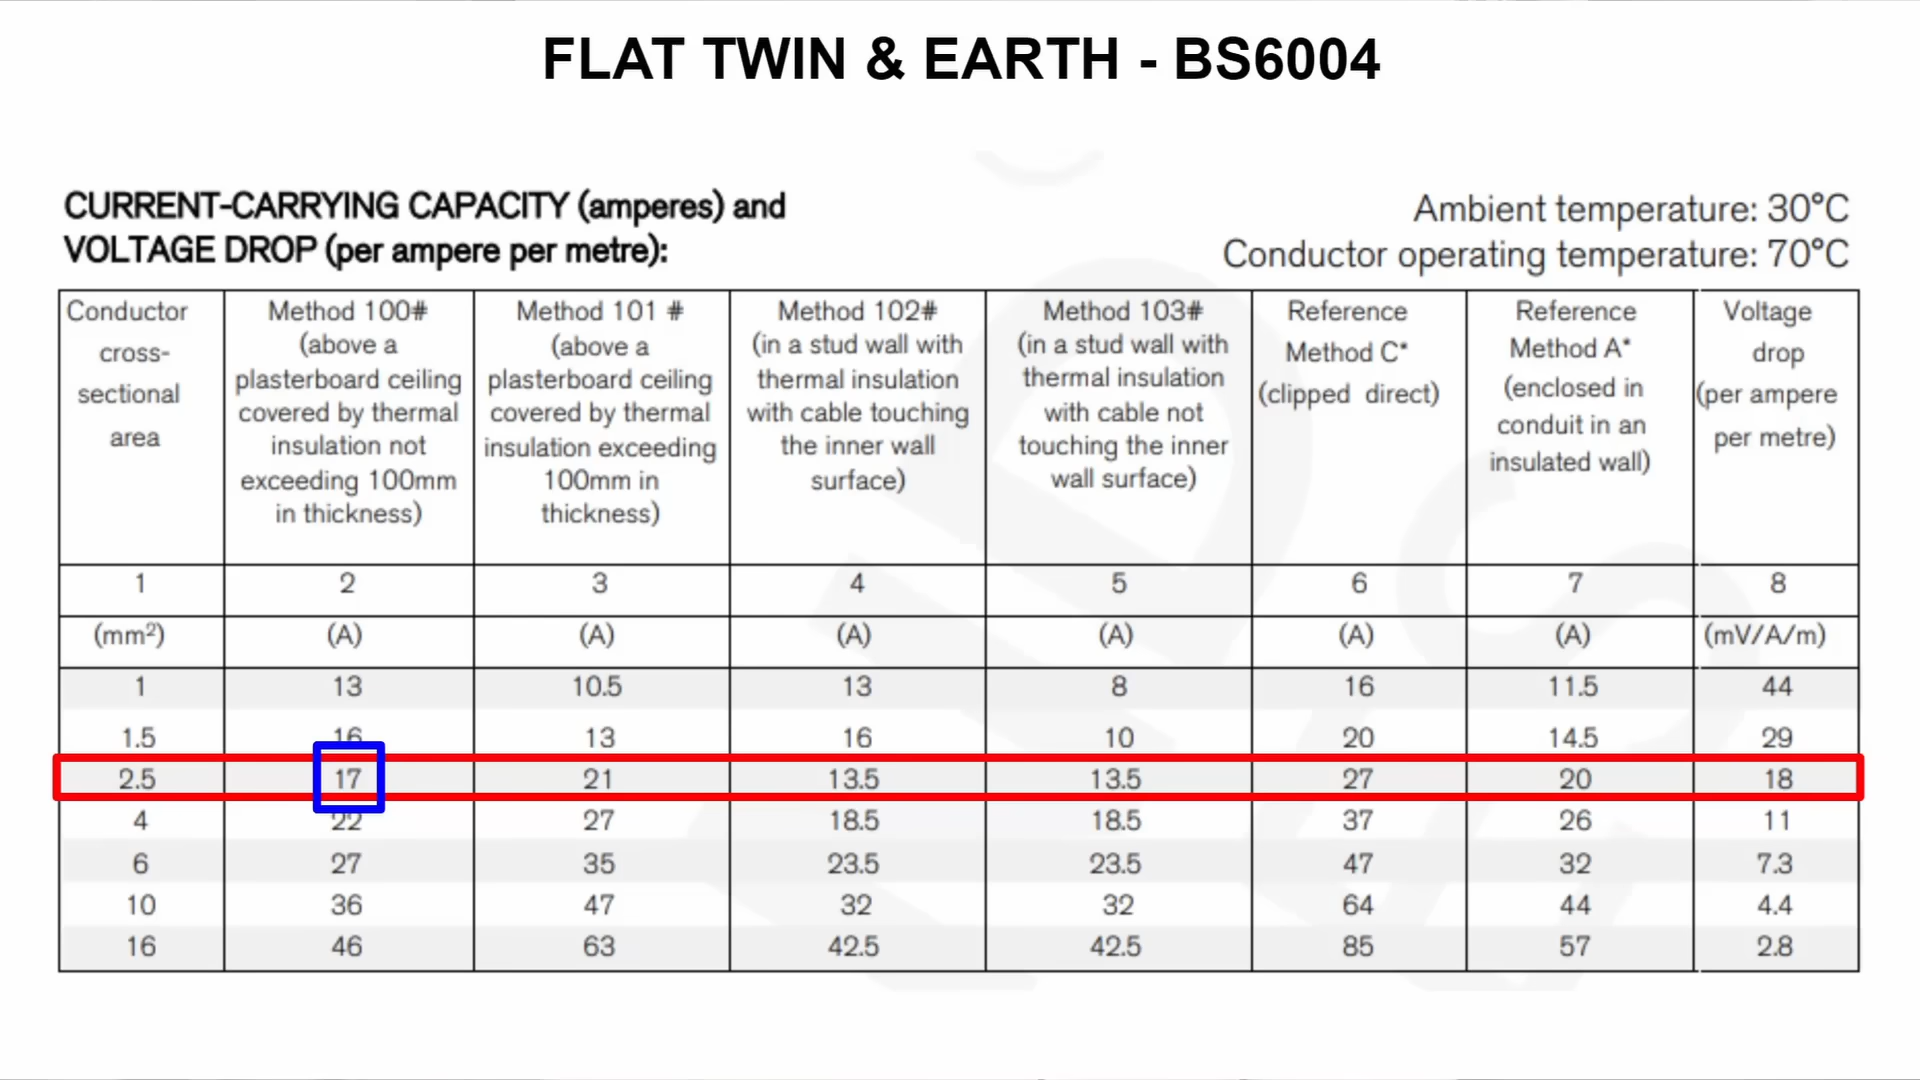 FLAT TWIN & EARTH - BS6004
CURRENT-CARRYING CAPACITY (amperes) and
VOLTAGE DROP (per ampere per metre):
Ambient temperature: 30°C
Conductor operating temperature: 70°C
Conductor
cross-
sectional
area
Method 100#
(above a
plasterboard ceiling
covered by thermal
insulation not
exceeding 100mm
in thickness)
Method 101 #
(above a
plasterboard ceiling
covered by thermal
insulation exceeding
100mm in
thickness)
Method 102#
(in a stud wall with
thermal insulation
with cable touching
the inner wall
surface)
Method 103#
(in a stud wall with
thermal insulation
with cable not
touching the inner
wall surface)
Reference
Method C*
(clipped direct)
Reference
Method A*
(enclosed in
conduit in an
insulated wall)
Voltage
drop
(per ampere
per metre)
1 2 3 4 5 6 7 8
(mm²) (A) (A) (A) (A) (A) (A) (mV/A/m)
1 13 10.5 13 8 16 11.5 44
1.5 16 13 16 10 20 14.5 29
2.5 17 21 13.5 13.5 27 20 18
4 22 27 18.5 18.5 37 26 11
6 27 35 23.5 23.5 47 32 7.3
10 36 47 32 32 64 44 4.4
16 46 63 42.5 42.5 85 57 2.8